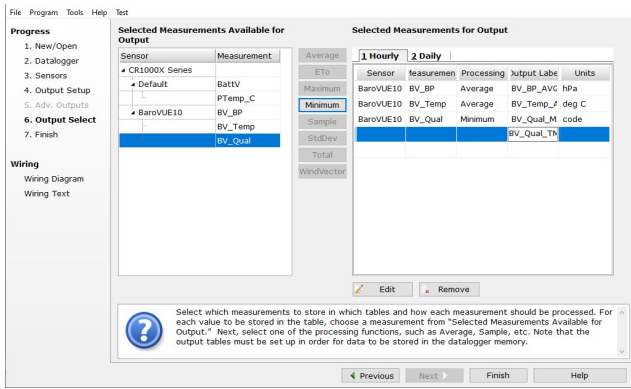 File Program Tools Help Test
Progress
1. New/Open
2. Datalogger
3. Sensors
4. Output Setup
5. Adv. Outputs
6. Output Select
7. Finish
Wiring
Wiring Diagram
Wiring Text
Selected Measurements Available for
Output
Sensor Measurement
CR1000X Series
Default BattV
PTemp_C
BaroVUE10 BV_BP
BV_Temp
BV_Qual
Average
ETo
Maximum
Minimum
Sample
StdDev
Total
WindVector
Selected Measurements for Output
1 Hourly 2 Daily
Sensor Measuremen Processing Output Labe Units
BaroVUE10 BV_BP Average BV_BP_AVG hPa
BaroVUE10 BV_Temp Average BV_Temp_A deg C
BaroVUE10 BV_Qual Minimum BV_Qual_M code
BV_Qual_TM
Edit Remove
Select which measurements to store in which tables and how each measurement should be processed. For
each value to be stored in the table, choose a measurement from "Selected Measurements Available for
Output." Next, select one of the processing functions, such as Average, Sample, etc. Note that the
output tables must be set up in order for data to be stored in the datalogger memory.
Previous Next Finish Help